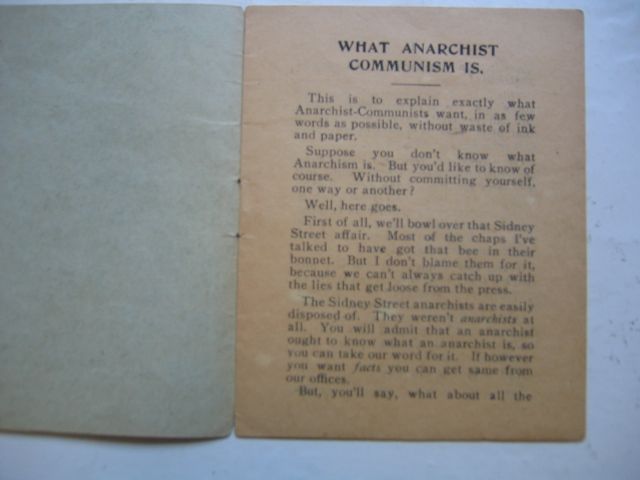 WHAT ANARCHIST
COMMUNISM IS.
This is to explain exactly what
Anarchist-Communists want, in as few
words as possible, without waste of ink
and paper.
Suppose you don't know what
Anarchism is. But you'd like to know of
course. Without committing yourself,
one way or another?
Well, here goes.
First of all, we'll bowl over that Sidney
Street affair. Most of the chaps I've
talked to have got that bee in their
bonnet. But I don't blame them for it,
because we can't always catch up with
the lies that get loose from the press.
The Sidney Street anarchists are easily
disposed of. They weren't anarchists at
all. You will admit that an anarchist
ought to know what an anarchist is, so
you can take our word for it. If however
you want facts you can get same from
our offices.
But, you'll say, what about all the